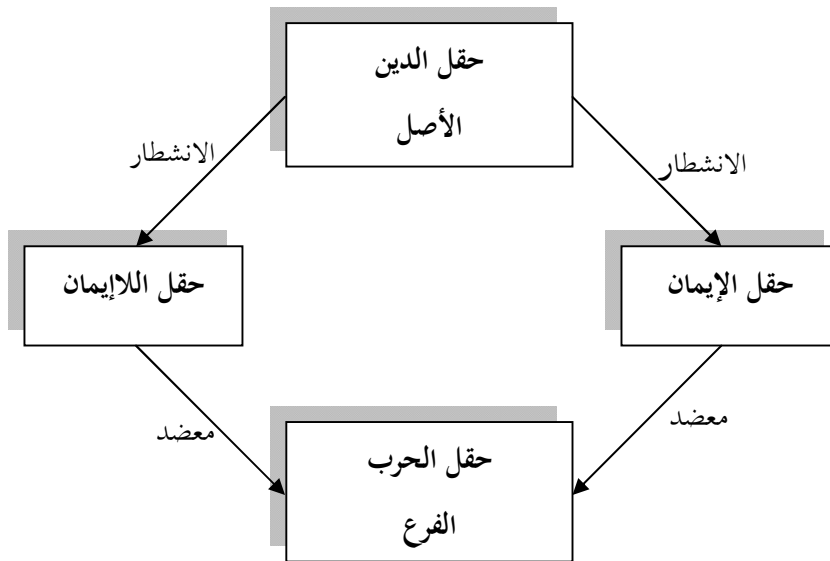 حقل الدين
الأصل
الانشطار
الانشطار
حقل الإيمان
حقل اللاإيمان
معضد
معضد
حقل الحرب
الفرع